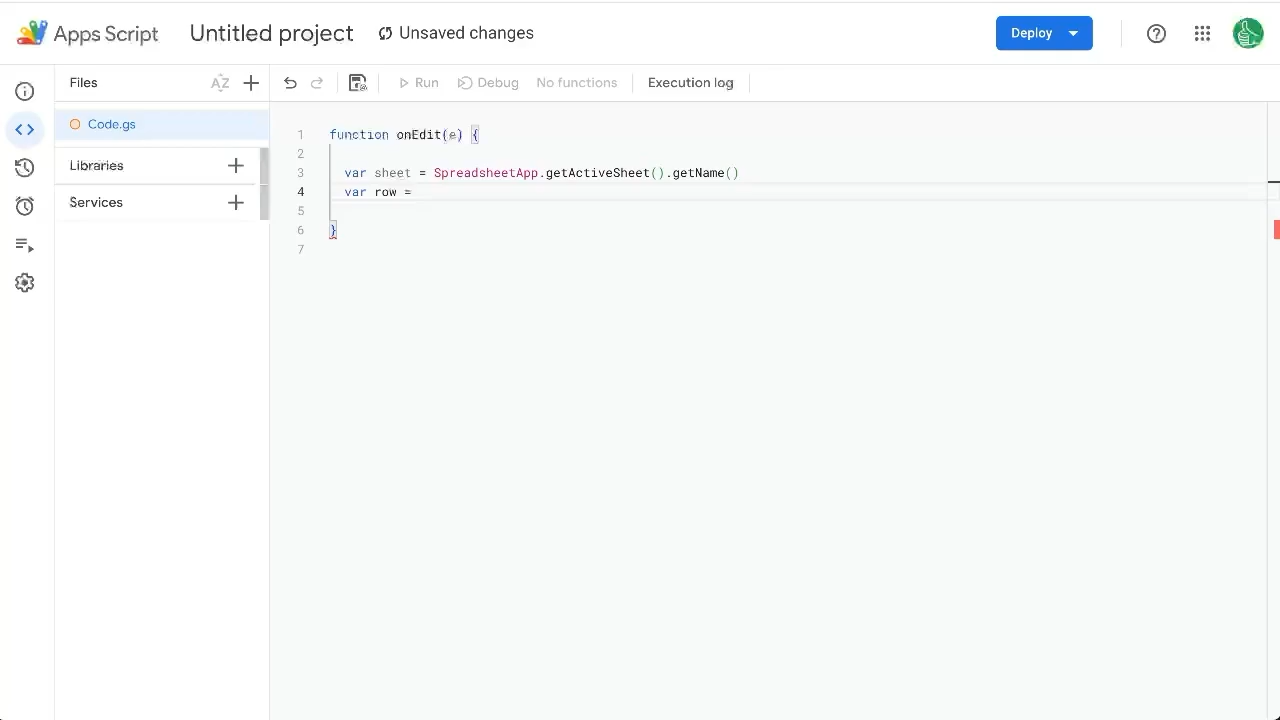 Apps Script Untitled project Unsaved changes Deploy
Files AZ Run Debug No functions Execution log
Code.gs
Libraries
Services
1 function onEdit(e) {
2
3 var sheet = SpreadsheetApp.getActiveSheet().getName()
4 var row =
5
6 }
7